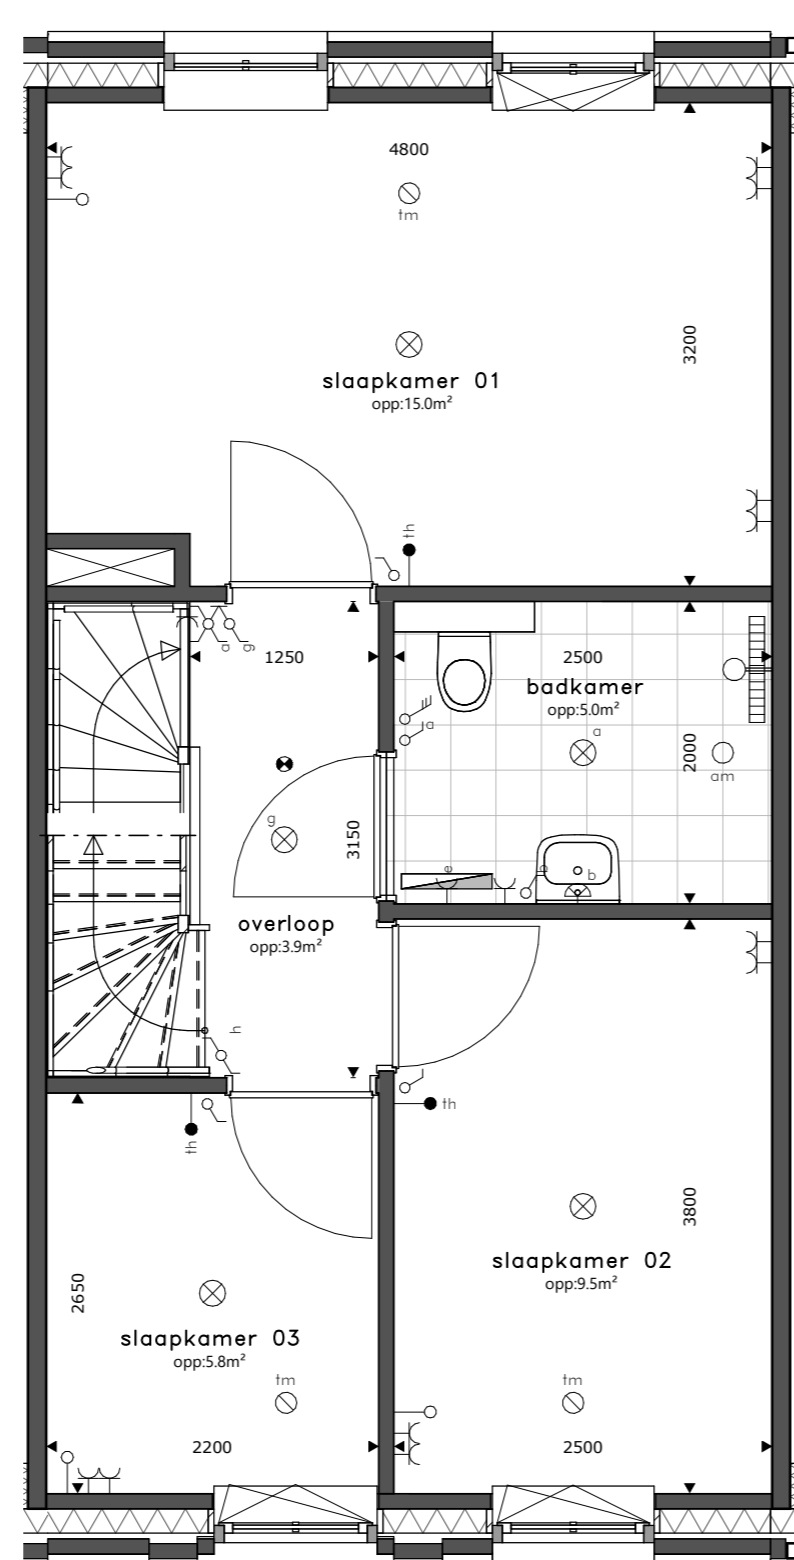 4800
tm
3200
slaapkamer 01
opp:15.0m²
th
a
g
1250
2500
badkamer
opp:5.0m²
a
a
2000
am
g
3150
e
b
b
overloop
opp:3.9m²
h
th
th
3800
slaapkamer 02
opp:9.5m²
2650
slaapkamer 03
opp:5.8m²
tm
tm
2200
2500